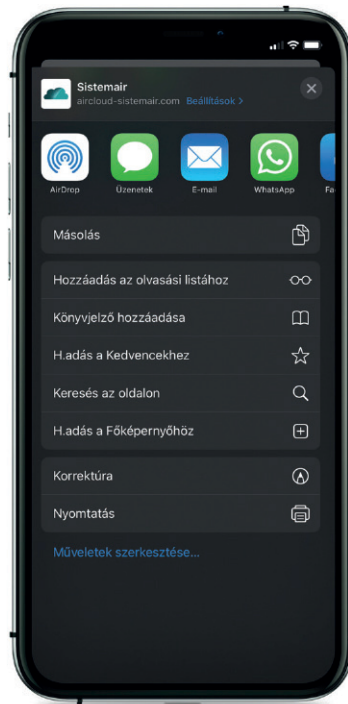 Sistemair
aircloud-sistemair.com Beállítások >
AirDrop Üzenetek E-mail WhatsApp Fa
Másolás
Hozzáadás az olvasási listához
Könyvjelző hozzáadása
H.adás a Kedvencekhez
Keresés az oldalon
H.adás a Főképernyőhöz
Korrektúra
Nyomtatás
Műveletek szerkesztése...